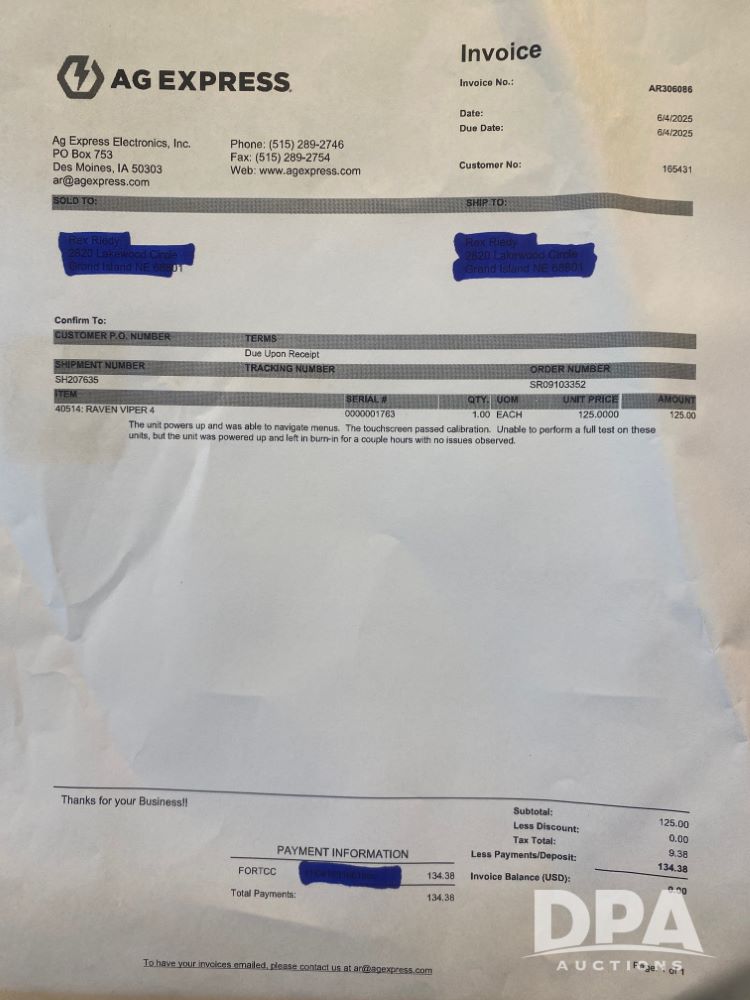 AG EXPRESS
Invoice
Invoice No.: AR306086
Date: 6/4/2025
Due Date: 6/4/2025
Customer No: 165431
Ag Express Electronics, Inc.
PO Box 753
Des Moines, IA 50303
ar@agexpress.com
Phone: (515) 289-2746
Fax: (515) 289-2754
Web: www.agexpress.com
SOLD TO: SHIP TO:
Confirm To:
CUSTOMER P.O. NUMBER TERMS
Due Upon Receipt
SHIPMENT NUMBER TRACKING NUMBER ORDER NUMBER
SH207635 SR09103352
ITEM SERIAL # QTY. UOM UNIT PRICE AMOUNT
40514: RAVEN VIPER 4 0000001763 1.00 EACH 125.0000 125.00
The unit powers up and was able to navigate menus. The touchscreen passed calibration. Unable to perform a full test on these
units, but the unit was powered up and left in burn-in for a couple hours with no issues observed.
Thanks for your Business!!
Subtotal: 125.00
Less Discount: 0.00
Tax Total: 9.38
Less Payments/Deposit: 134.38
Invoice Balance (USD): 0.00
PAYMENT INFORMATION
FORTCC 134.38
Total Payments: 134.38
To have your invoices emailed, please contact us at ar@agexpress.com
Page: 1 of 1
DPA
AUCTIONS